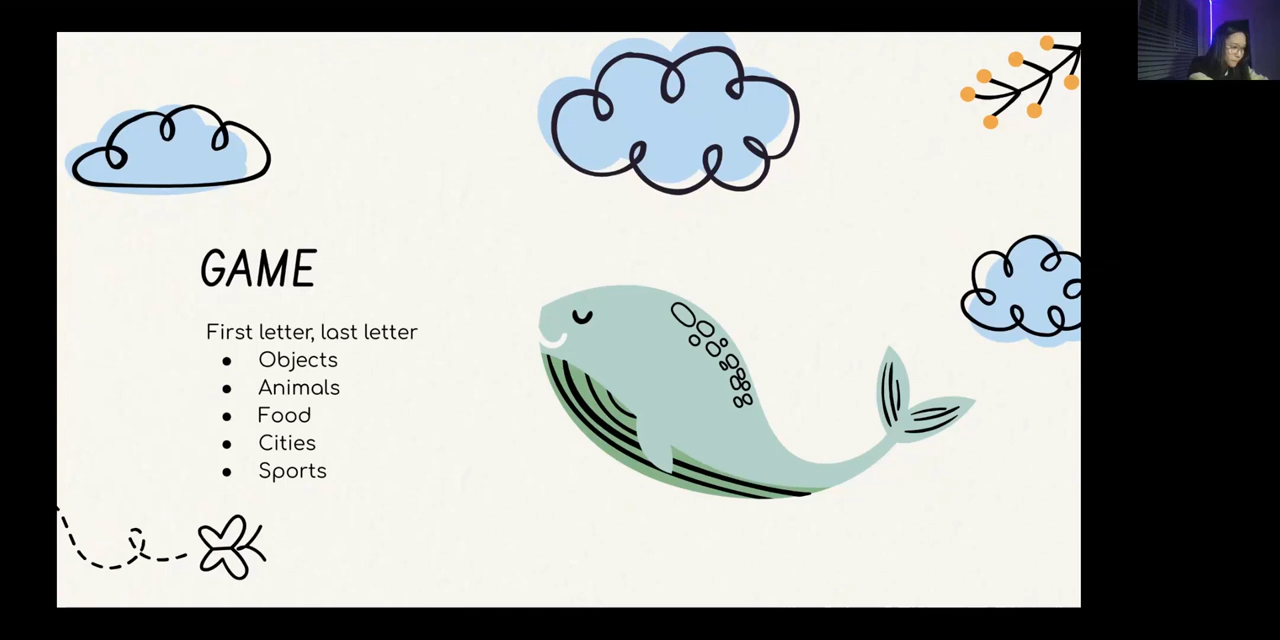 GAME
First letter, last letter
● Objects
● Animals
● Food
● Cities
● Sports